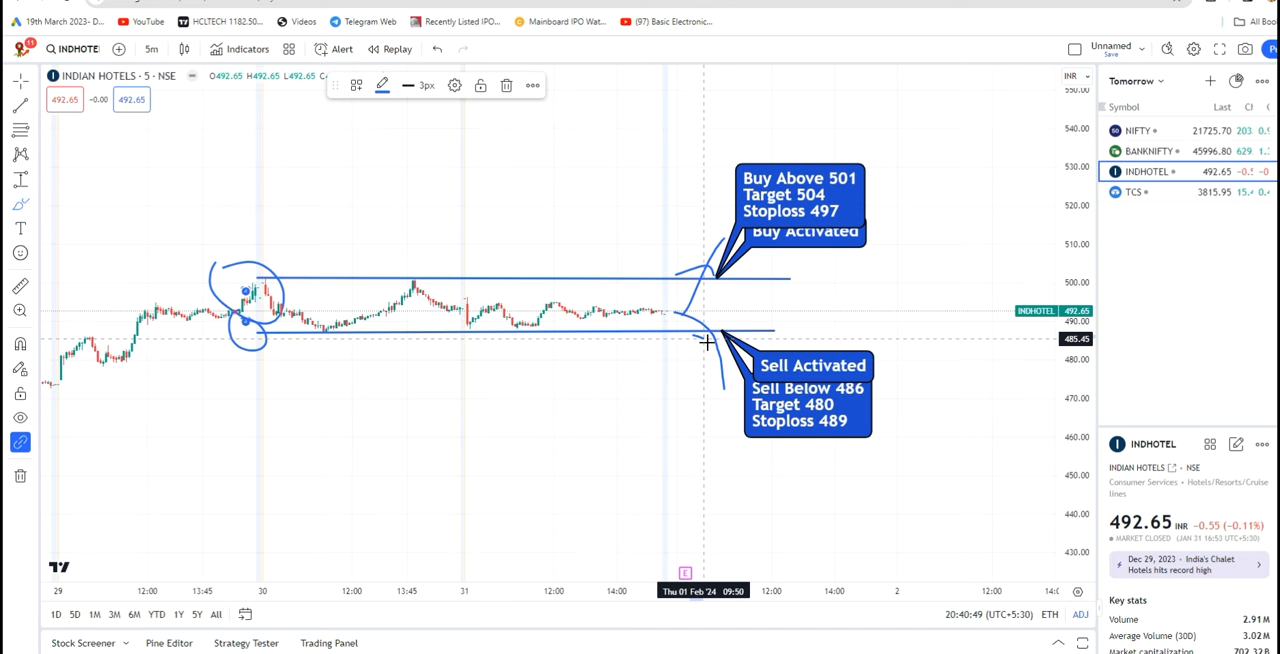 19th March 2023- D...
YouTube
HCLTECH 1182.50...
Videos
Telegram Web
Recently Listed IPO...
Mainboard IPO Wat...
(97) Basic Electronic...
All Boo
11
INDHOTE
5m
Indicators
Alert
Replay
Unnamed
Save
INDIAN HOTELS · 5 · NSE
O492.65 H492.65 L492.65
3px
INR
Tomorrow
492.65
-0.00
492.65
Symbol
Last
550.00
540.00
530.00
520.00
510.00
500.00
490.00
480.00
470.00
460.00
450.00
440.00
430.00
INDHOTEL 492.65
485.45
NIFTY 21725.70 203.
BANKNIFTY 45996.80 629.
INDHOTEL 492.65
TCS 3815.95
Buy Above 501
Target 504
Stoploss 497
Buy Activated
Sell Activated
Sell Below 486
Target 480
Stoploss 489
INDHOTEL
INDIAN HOTELS · NSE
Consumer Services • Hotels/Resorts/Cruise
lines
492.65 INR -0.55 (-0.11%)
MARKET CLOSED (JAN 31 16:53 UTC+5:30)
Dec 29, 2023 - India's Chalet
Hotels hits record high
Key stats
Volume 2.91M
Average Volume (30D) 3.02M
Market capitalization 702.32B
E
29 12:00 13:45 30 12:00 13:45 31 12:00 14:00 Thu 01 Feb '24 09:50 12:00 14:00 2 12:00
1D 5D 1M 3M 6M YTD 1Y 5Y All
20:40:49 (UTC+5:30) ETH ADJ
Stock Screener Pine Editor Strategy Tester Trading Panel